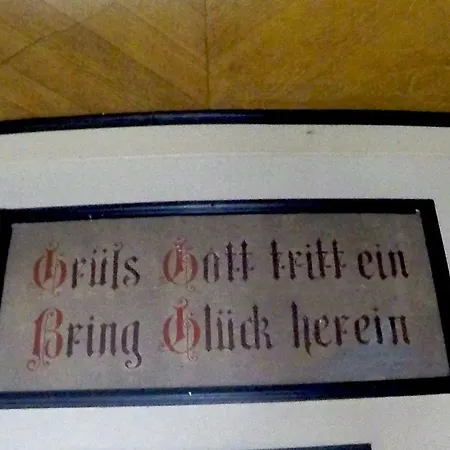 Grüſs Gott tritt ein
Bring Glück herein